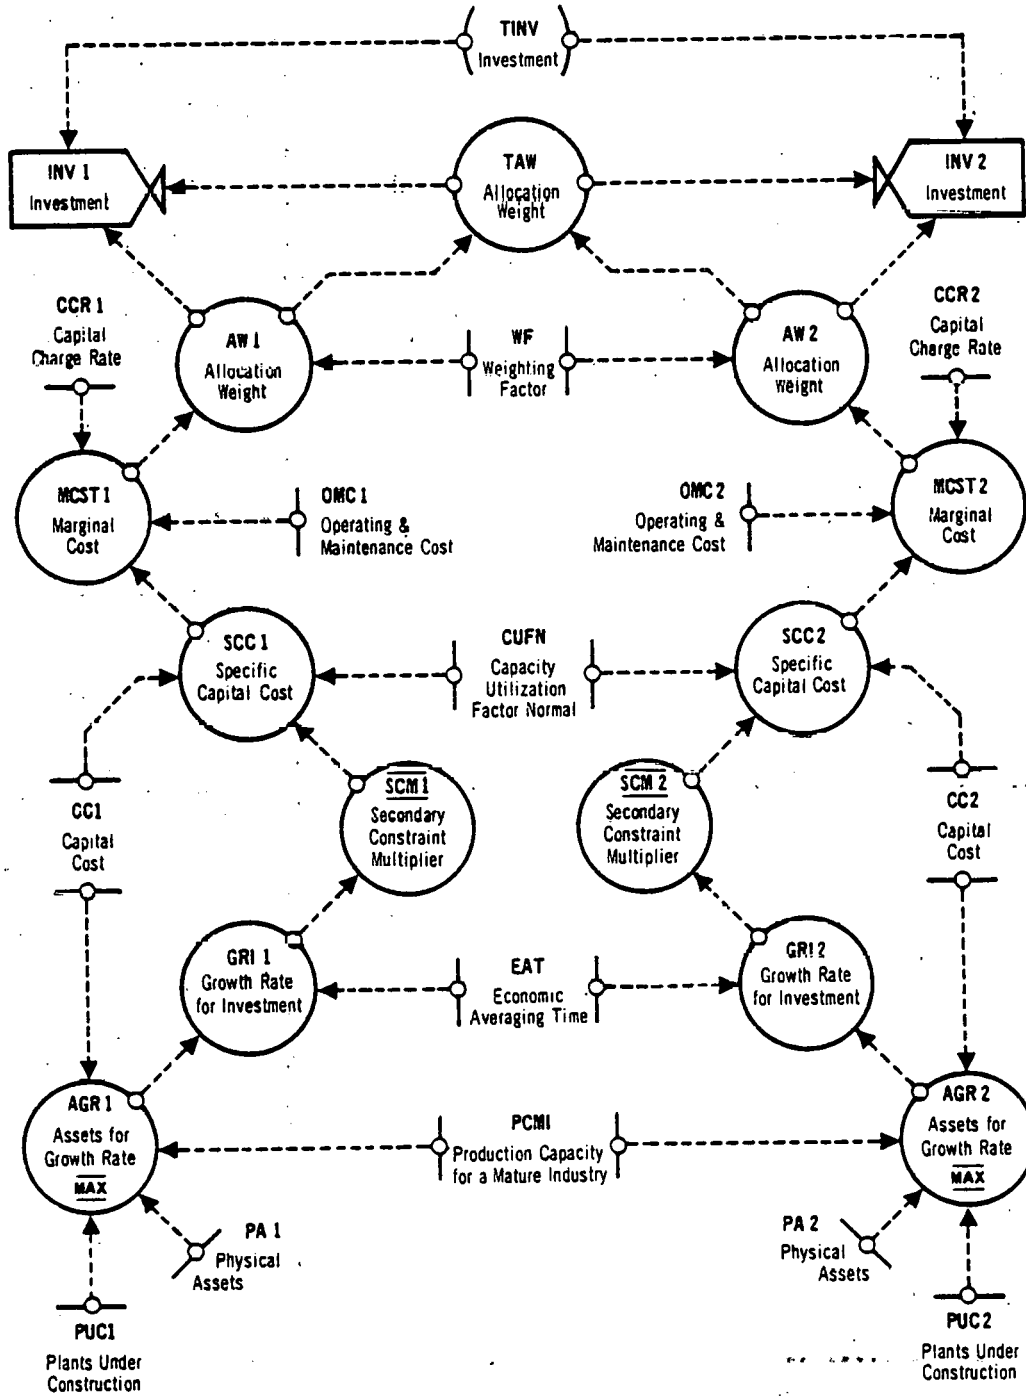 TINV
Investment
INV 1
Investment
TAW
Allocation
Weight
INV 2
Investment
CCR 1
Capital
Charge Rate
AW 1
Allocation
Weight
WF
Weighting
Factor
AW 2
Allocation
Weight
CCR 2
Capital
Charge Rate
MCST 1
Marginal
Cost
OMC 1
Operating &
Maintenance Cost
OMC 2
Operating &
Maintenance Cost
MCST 2
Marginal
Cost
SCC 1
Specific
Capital Cost
CUFN
Capacity
Utilization
Factor Normal
SCC 2
Specific
Capital Cost
CC1
Capital
Cost
SCM 1
Secondary
Constraint
Multiplier
SCM 2
Secondary
Constraint
Multiplier
CC2
Capital
Cost
GRI 1
Growth Rate
for Investment
EAT
Economic
Averaging Time
GRI 2
Growth Rate
for Investment
AGR 1
Assets for
Growth Rate
MAX
PCMI
Production Capacity
for a Mature Industry
AGR 2
Assets for
Growth Rate
MAX
PA 1
Physical
Assets
PA 2
Physical
Assets
PUC1
Plants Under
Construction
PUC 2
Plants Under
Construction